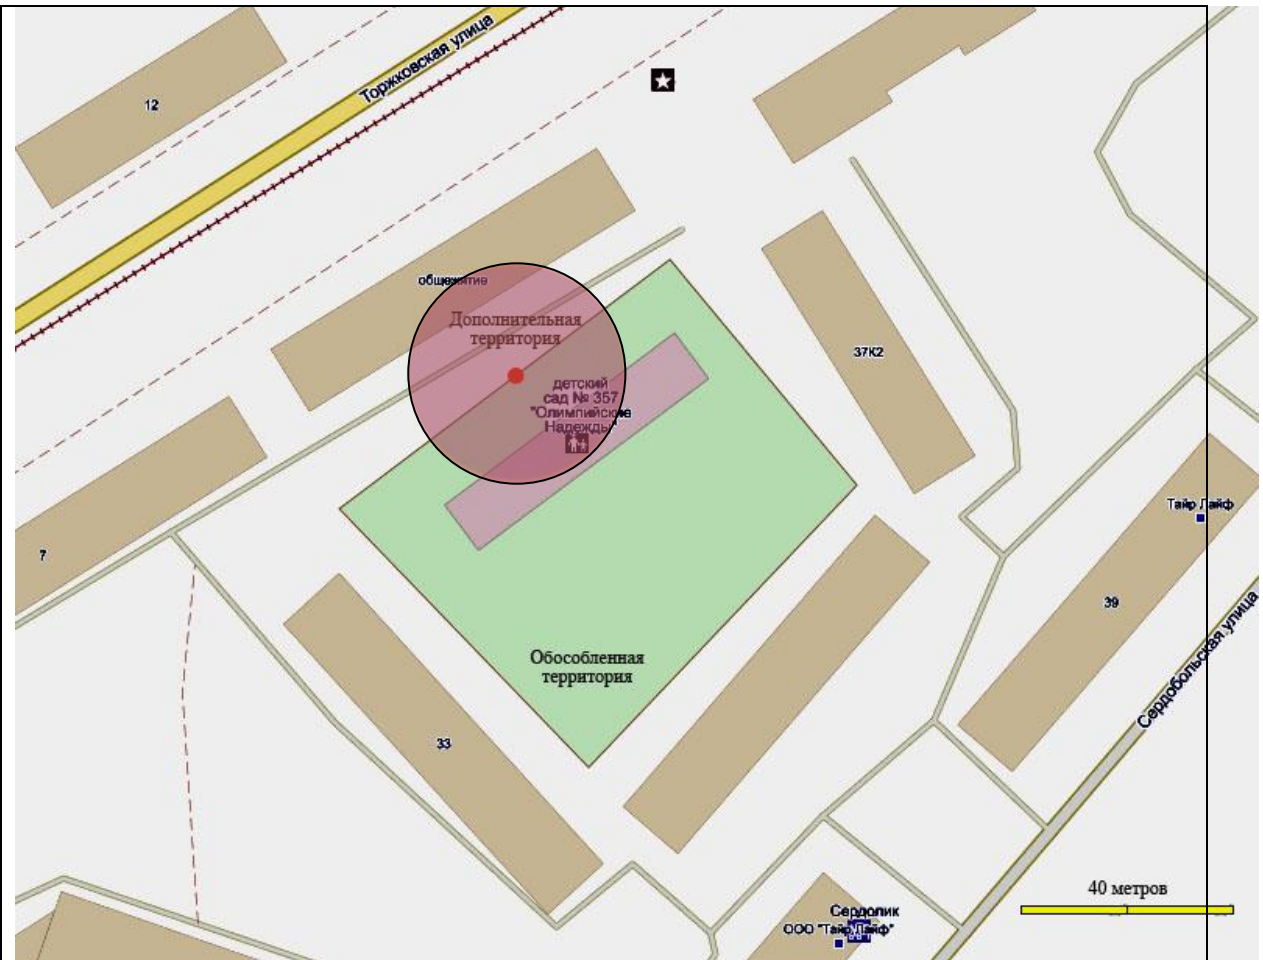 Торжковская улица
12
общежитие
Дополнительная
территория
37К2
детский
сад № 357
"Олимпийские
Надежды"
Тайр Лайф
7
39
Обособленная
территория
Сердобольская улица
33
40 метров
Сердолик
ООО "Тайр Лайф"